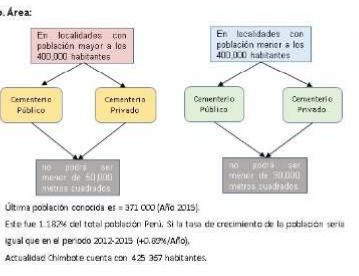 b. Área:
En localidades con
población mayor a los
400,000 habitantes
En localidades con
población menor a los
400,000 habitantes
Cementerio
Público
Cementerio
Privado
Cementerio
Público
Cementerio
Privado
no podrá ser
menor de 50,000
metros cuadrados
no podrá ser
menor de 30,000
metros cuadrados
Última población conocida es = 371 000 (Año 2015).
Este fue 1.182% del total población Perú. Si la tasa de crecimiento de la población sería
igual que en el periodo 2012-2015 (+0.89%/Año),
Actualidad Chimbote cuenta con 425 367 habitantes.